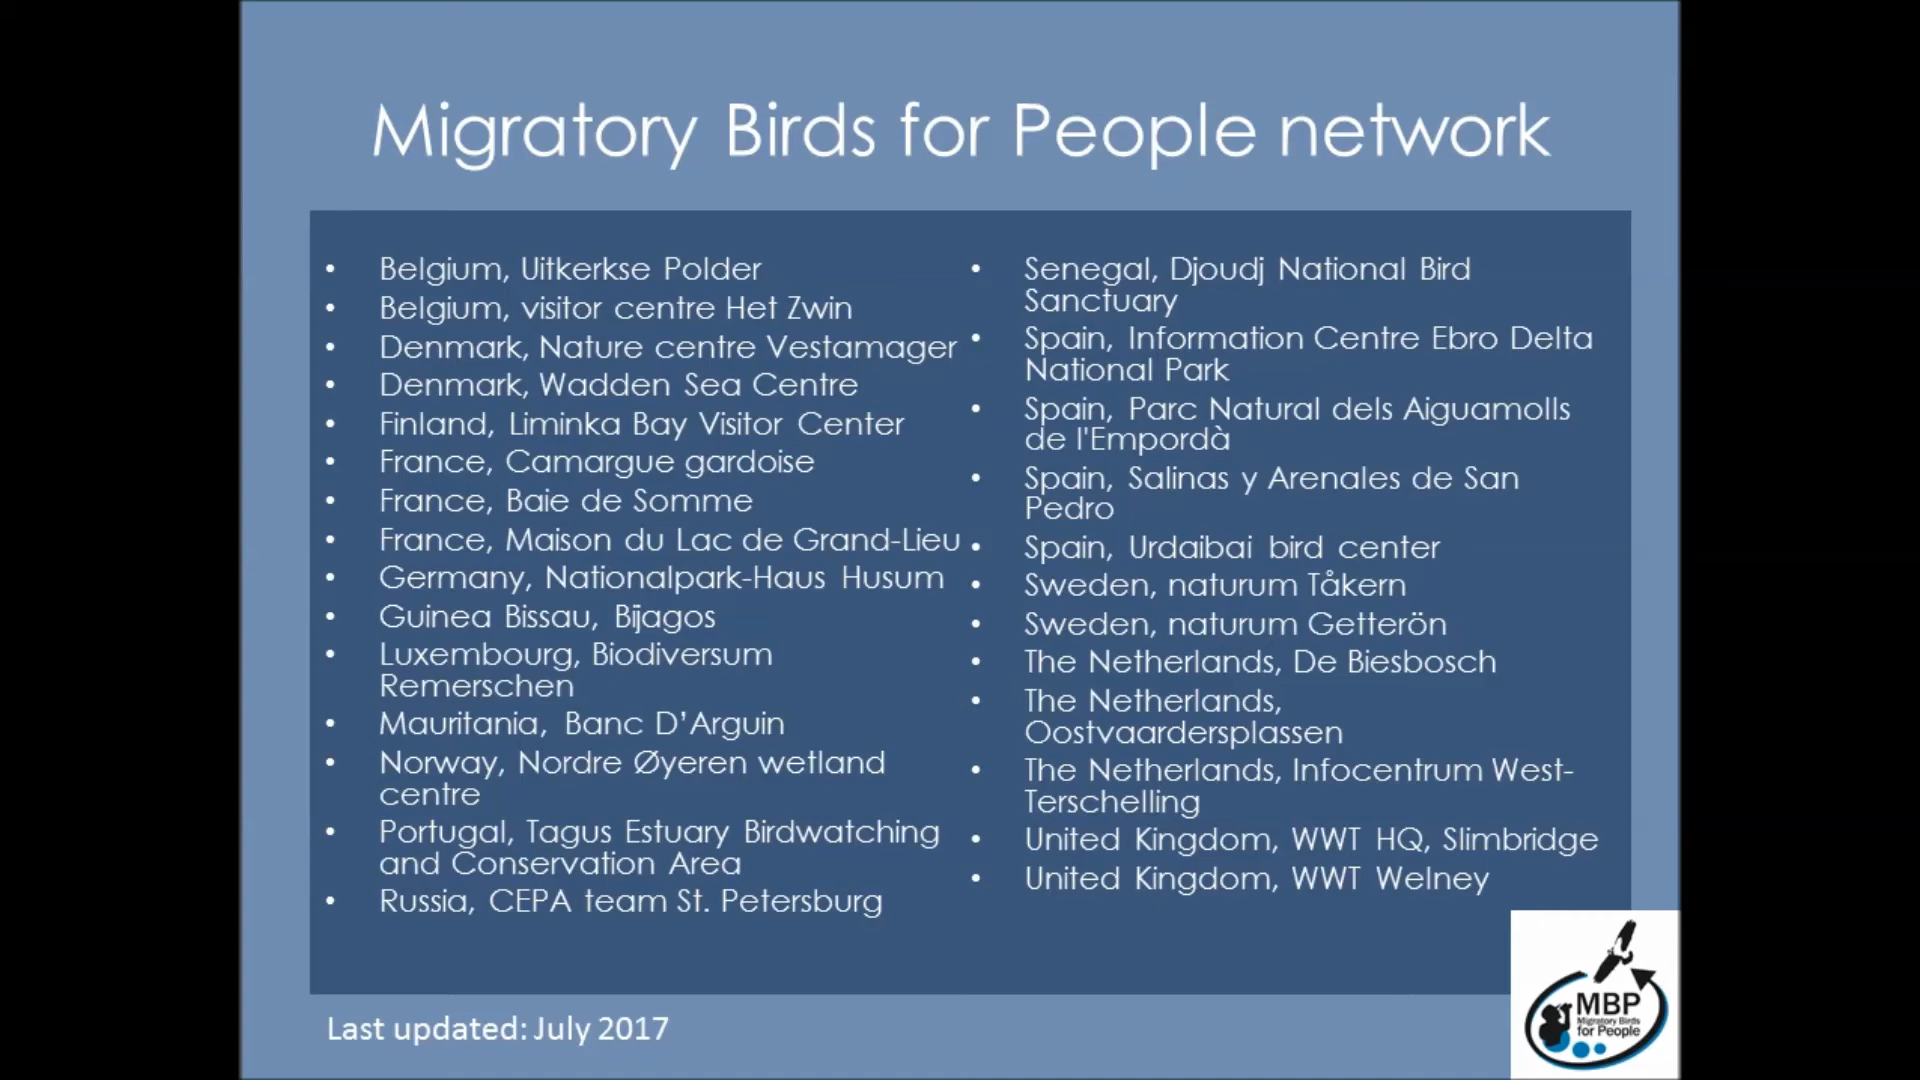 Migratory Birds for People network
• Belgium, Uitkerkse Polder
• Belgium, visitor centre Het Zwin
• Denmark, Nature centre Vestamager
• Denmark, Wadden Sea Centre
• Finland, Liminka Bay Visitor Center
• France, Camargue gardoise
• France, Baie de Somme
• France, Maison du Lac de Grand-Lieu
• Germany, Nationalpark-Haus Husum
• Guinea Bissau, Bijagos
• Luxembourg, Biodiversum
Remerschen
• Mauritania, Banc D’Arguin
• Norway, Nordre Øyeren wetland
centre
• Portugal, Tagus Estuary Birdwatching
and Conservation Area
• Russia, CEPA team St. Petersburg
• Senegal, Djoudj National Bird
Sanctuary
• Spain, Information Centre Ebro Delta
National Park
• Spain, Parc Natural dels Aiguamolls
de l'Empordà
• Spain, Salinas y Arenales de San
Pedro
• Spain, Urdaibai bird center
• Sweden, naturum Tåkern
• Sweden, naturum Getterön
• The Netherlands, De Biesbosch
• The Netherlands,
Oostvaardersplassen
• The Netherlands, Infocentrum West-
Terschelling
• United Kingdom, WWT HQ, Slimbridge
• United Kingdom, WWT Welney
Last updated: July 2017
MBP
Migratory Birds
for People